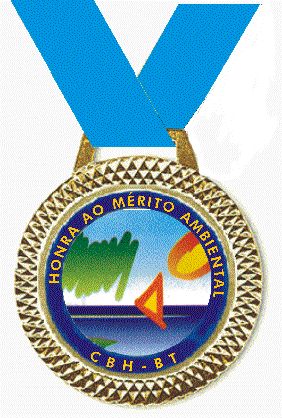 HONRA AO MÉRITO AMBIENTAL
CBH - BT